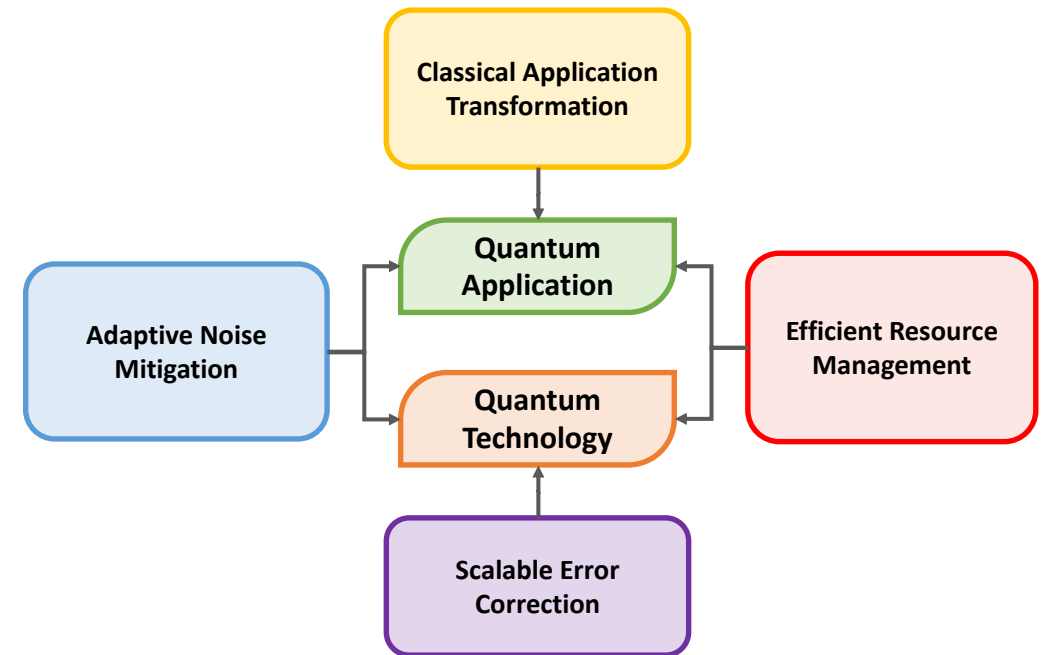 Classical Application
Transformation
Quantum
Application
Adaptive Noise
Mitigation
Efficient Resource
Management
Quantum
Technology
Scalable Error
Correction